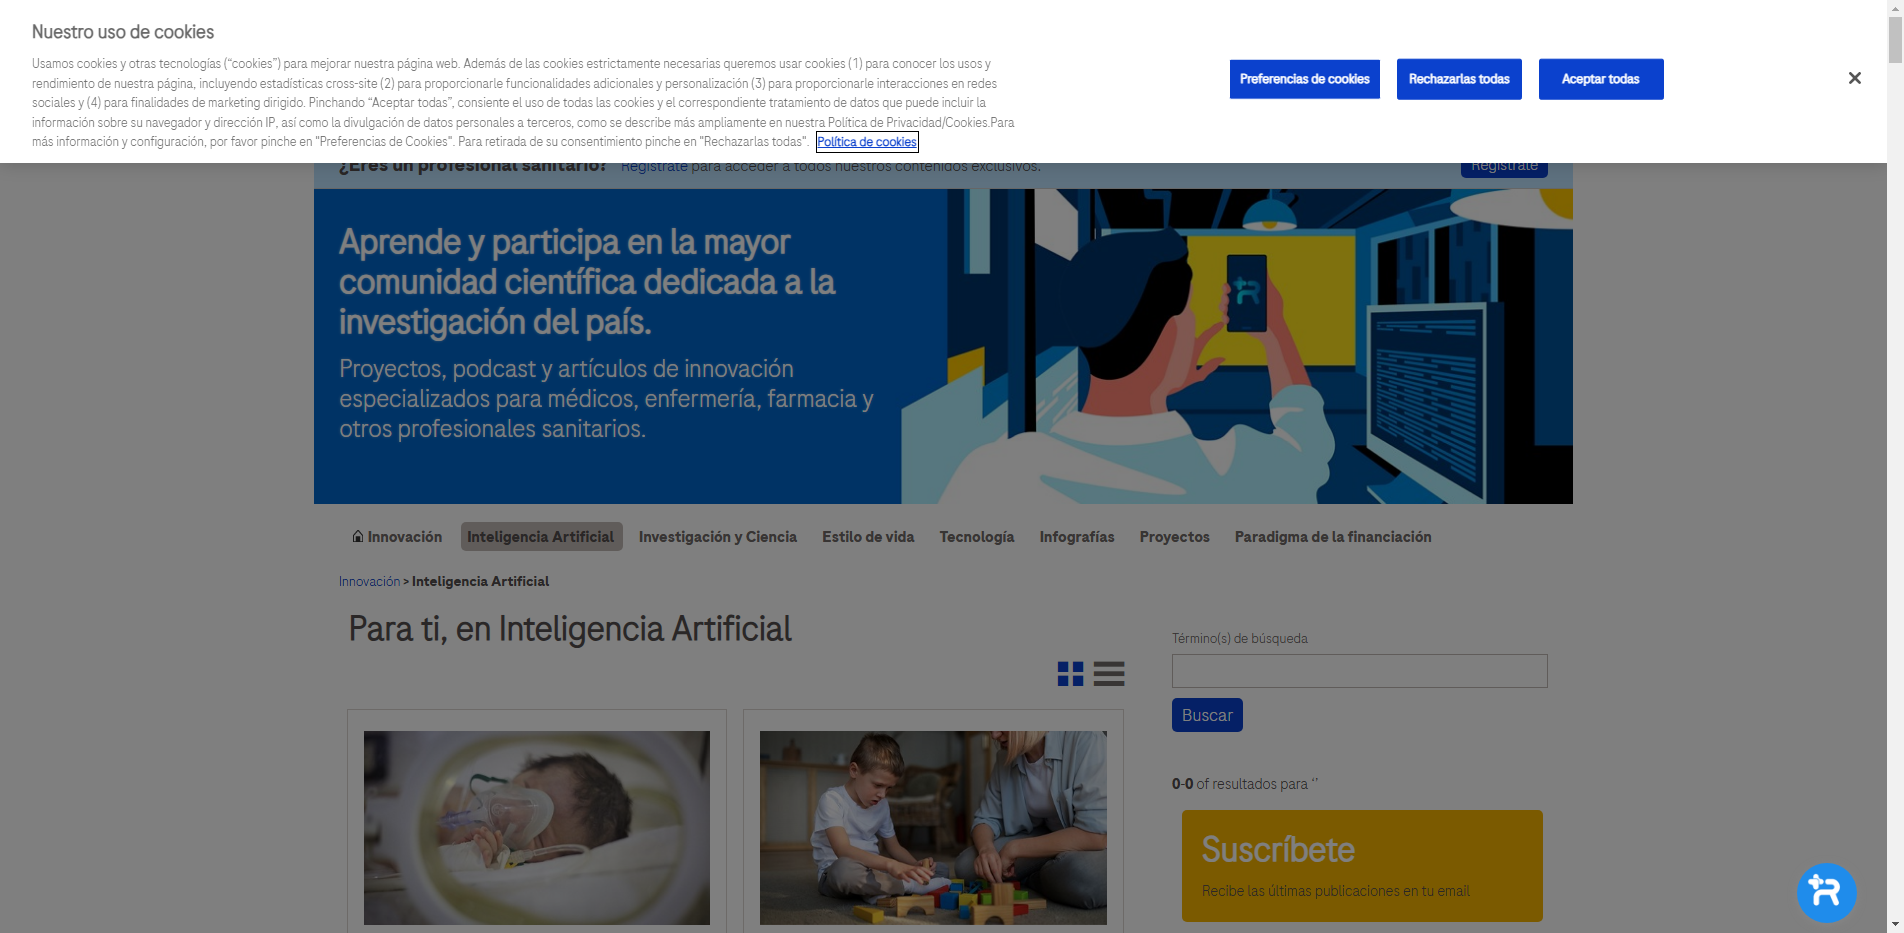 Nuestro uso de cookies
Usamos cookies y otras tecnologías (“cookies”) para mejorar nuestra página web. Además de las cookies estrictamente necesarias queremos usar cookies (1) para conocer los usos y
rendimiento de nuestra página, incluyendo estadísticas cross-site (2) para proporcionarle funcionalidades adicionales y personalización (3) para proporcionarle interacciones en redes
sociales y (4) para finalidades de marketing dirigido. Pinchando “Aceptar todas”, consiente el uso de todas las cookies y el correspondiente tratamiento de datos que puede incluir la
información sobre su navegador y dirección IP, así como la divulgación de datos personales a terceros, como se describe más ampliamente en nuestra Política de Privacidad/Cookies.Para
más información y configuración, por favor pinche en "Preferencias de Cookies". Para retirada de su consentimiento pinche en "Rechazarlas todas". Política de cookies
Preferencias de cookies
Rechazarlas todas
Aceptar todas
¿Eres un profesional sanitario? Regístrate para acceder a todos nuestros contenidos exclusivos.
Regístrate
Aprende y participa en la mayor
comunidad científica dedicada a la
investigación del país.
Proyectos, podcast y artículos de innovación
especializados para médicos, enfermería, farmacia y
otros profesionales sanitarios.
Innovación Inteligencia Artificial Investigación y Ciencia Estilo de vida Tecnología Infografías Proyectos Paradigma de la financiación
Innovación > Inteligencia Artificial
Para ti, en Inteligencia Artificial
Término(s) de búsqueda
Buscar
0-0 of resultados para ‘’
Suscríbete
Recibe las últimas publicaciones en tu email